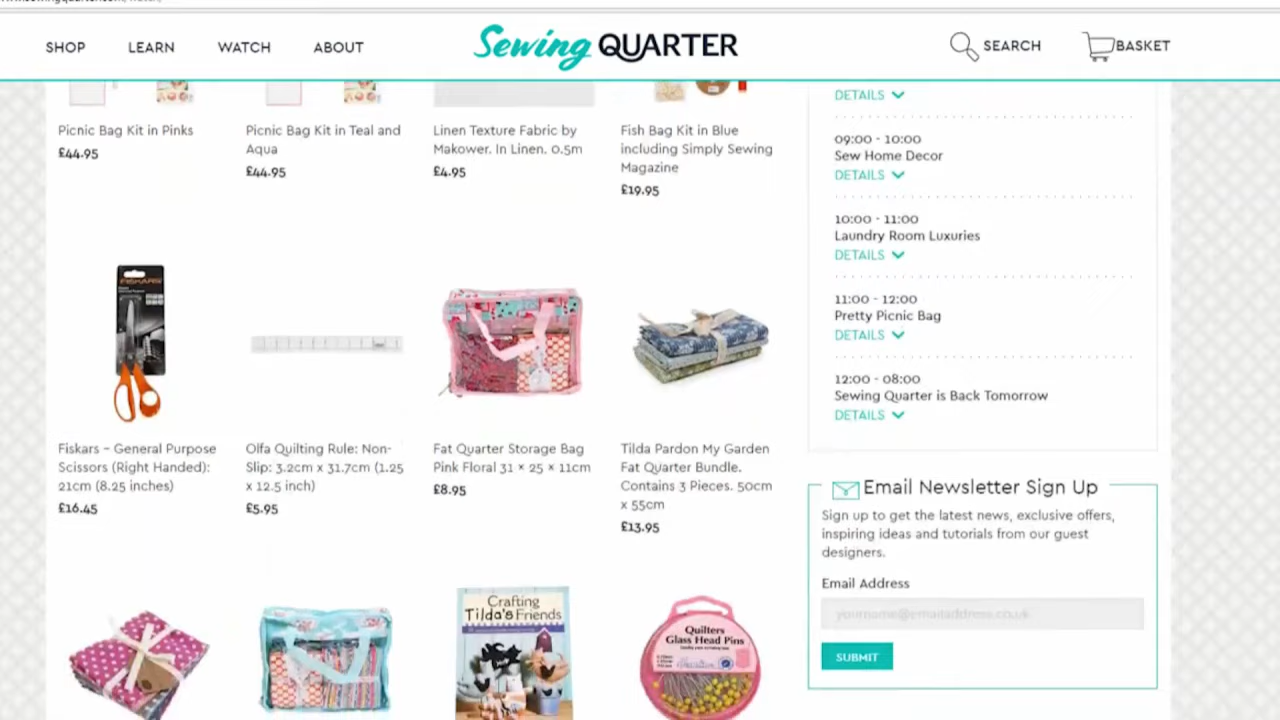 SHOP
LEARN
WATCH
ABOUT
Sewing QUARTER
SEARCH
BASKET
Picnic Bag Kit in Pinks
£44.95
Picnic Bag Kit in Teal and
Aqua
£44.95
Linen Texture Fabric by
Makower. In Linen. 0.5m
£4.95
Fish Bag Kit in Blue
including Simply Sewing
Magazine
£19.95
FISKARS
Fiskars - General Purpose
Scissors (Right Handed):
21cm (8.25 inches)
£16.45
Olfa Quilting Rule: Non-
Slip: 3.2cm x 31.7cm (1.25
x 12.5 inch)
£5.95
Fat Quarter Storage Bag
Pink Floral 31 × 25 × 11cm
£8.95
Tilda Pardon My Garden
Fat Quarter Bundle.
Contains 3 Pieces. 50cm
x 55cm
£13.95
Crafting
Tilda's Friends
Quilters
Glass Head Pins
DETAILS
09:00 - 10:00
Sew Home Decor
DETAILS
10:00 - 11:00
Laundry Room Luxuries
DETAILS
11:00 - 12:00
Pretty Picnic Bag
DETAILS
12:00 - 08:00
Sewing Quarter is Back Tomorrow
DETAILS
Email Newsletter Sign Up
Sign up to get the latest news, exclusive offers,
inspiring ideas and tutorials from our guest
designers.
Email Address
yourname@emailaddress.co.uk
SUBMIT